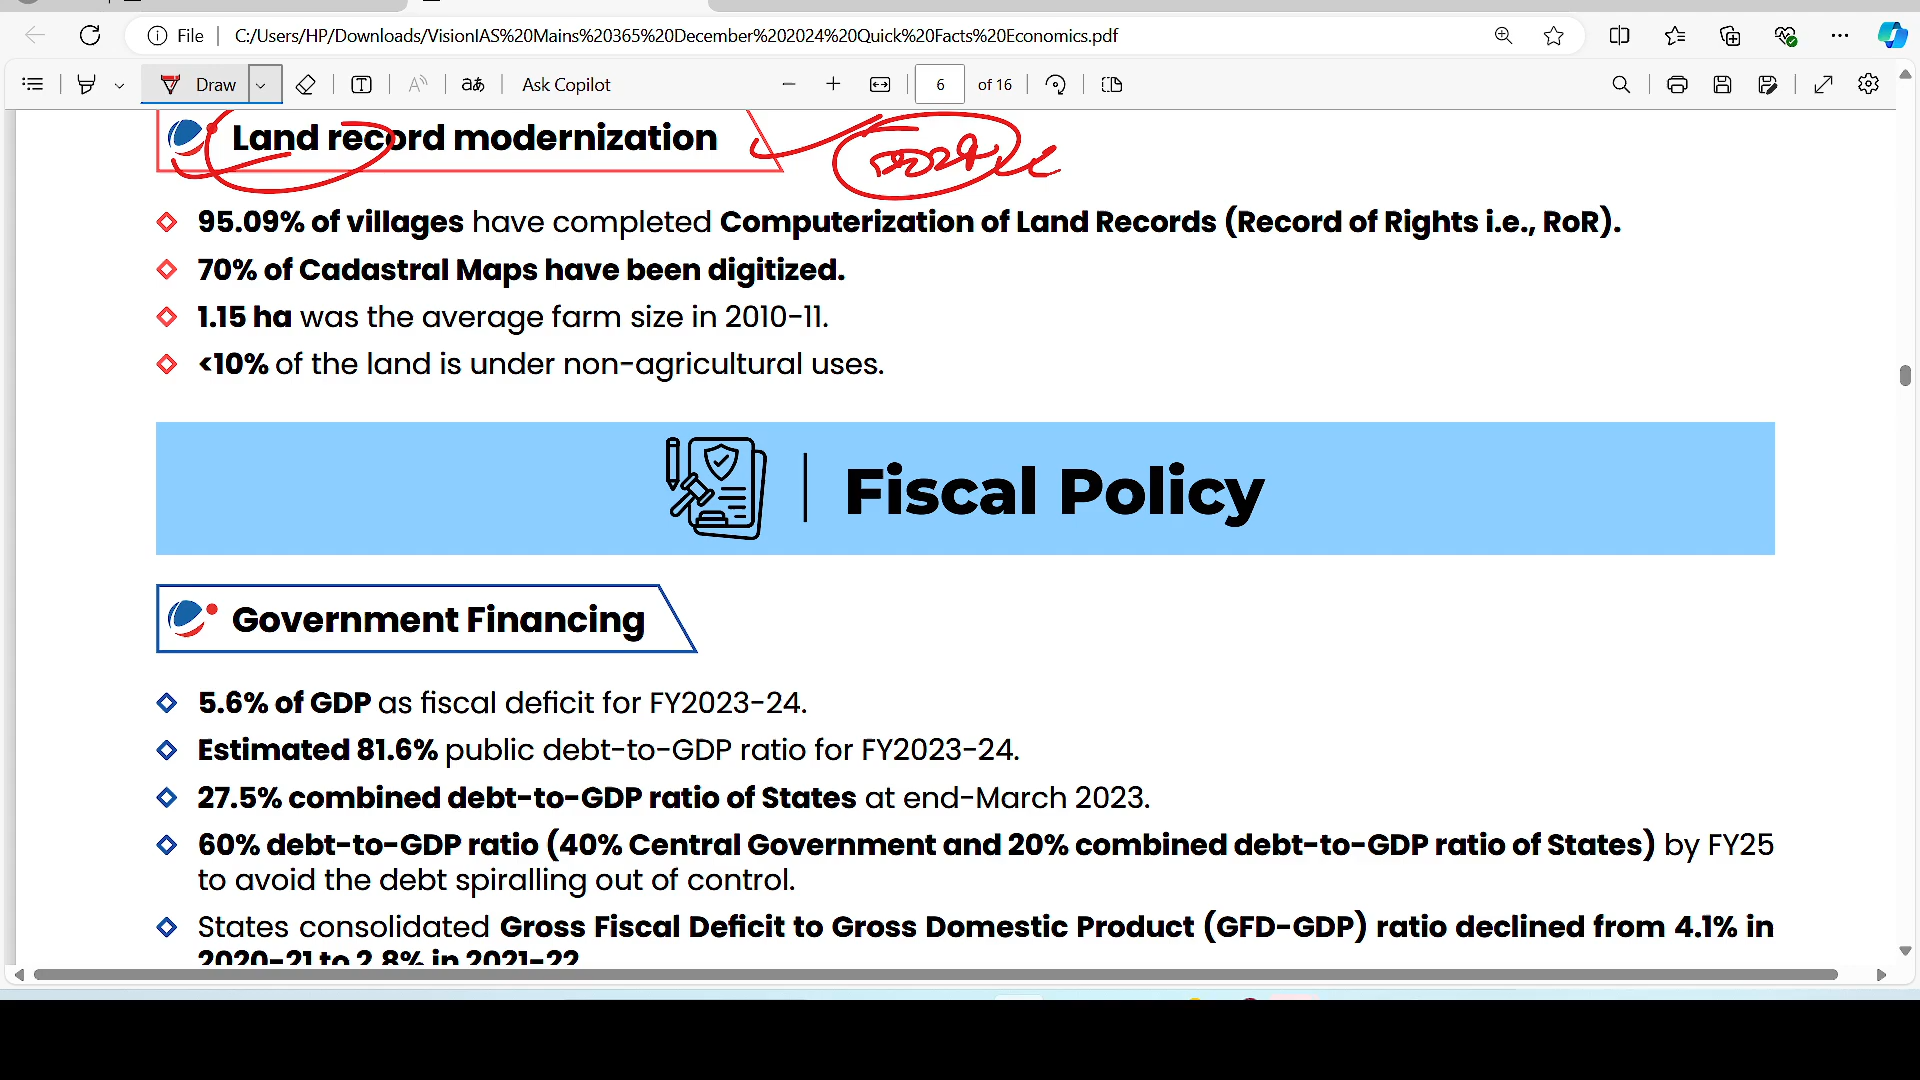 File
C:/Users/HP/Downloads/VisionIAS%20Mains%20365%20December%202024%20Quick%20Facts%20Economics.pdf
Draw
Ask Copilot
6 of 16
Land record modernization
95.09% of villages have completed Computerization of Land Records (Record of Rights i.e., RoR).
70% of Cadastral Maps have been digitized.
1.15 ha was the average farm size in 2010-11.
<10% of the land is under non-agricultural uses.
Fiscal Policy
Government Financing
5.6% of GDP as fiscal deficit for FY2023-24.
Estimated 81.6% public debt-to-GDP ratio for FY2023-24.
27.5% combined debt-to-GDP ratio of States at end-March 2023.
60% debt-to-GDP ratio (40% Central Government and 20% combined debt-to-GDP ratio of States) by FY25
to avoid the debt spiralling out of control.
States consolidated Gross Fiscal Deficit to Gross Domestic Product (GFD-GDP) ratio declined from 4.1% in
2020-21 to 2.8% in 2021-22